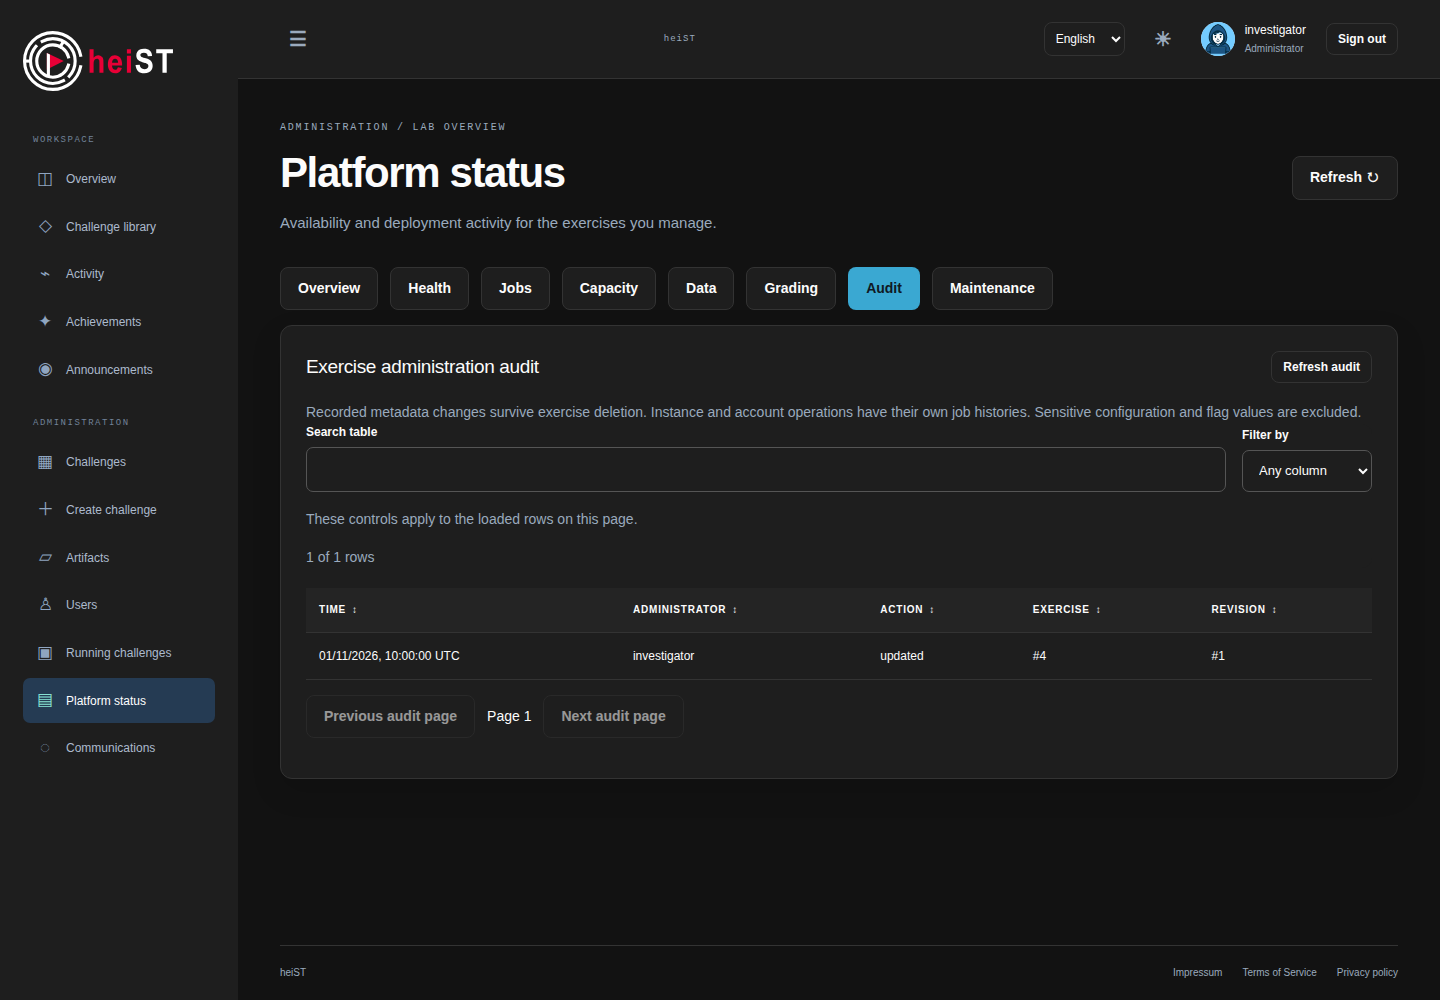 heiST
WORKSPACE
Overview
Challenge library
Activity
Achievements
Announcements
ADMINISTRATION
Challenges
Create challenge
Artifacts
Users
Running challenges
Platform status
Communications
heiST
English
investigator
Administrator
Sign out
ADMINISTRATION / LAB OVERVIEW
Platform status
Refresh ↻
Availability and deployment activity for the exercises you manage.
Overview Health Jobs Capacity Data Grading Audit Maintenance
Exercise administration audit
Refresh audit
Recorded metadata changes survive exercise deletion. Instance and account operations have their own job histories. Sensitive configuration and flag values are excluded.
Search table
Filter by
Any column
These controls apply to the loaded rows on this page.
1 of 1 rows
TIME ↕ ADMINISTRATOR ↕ ACTION ↕ EXERCISE ↕ REVISION ↕
01/11/2026, 10:00:00 UTC investigator updated #4 #1
Previous audit page Page 1 Next audit page
heiST
Impressum Terms of Service Privacy policy